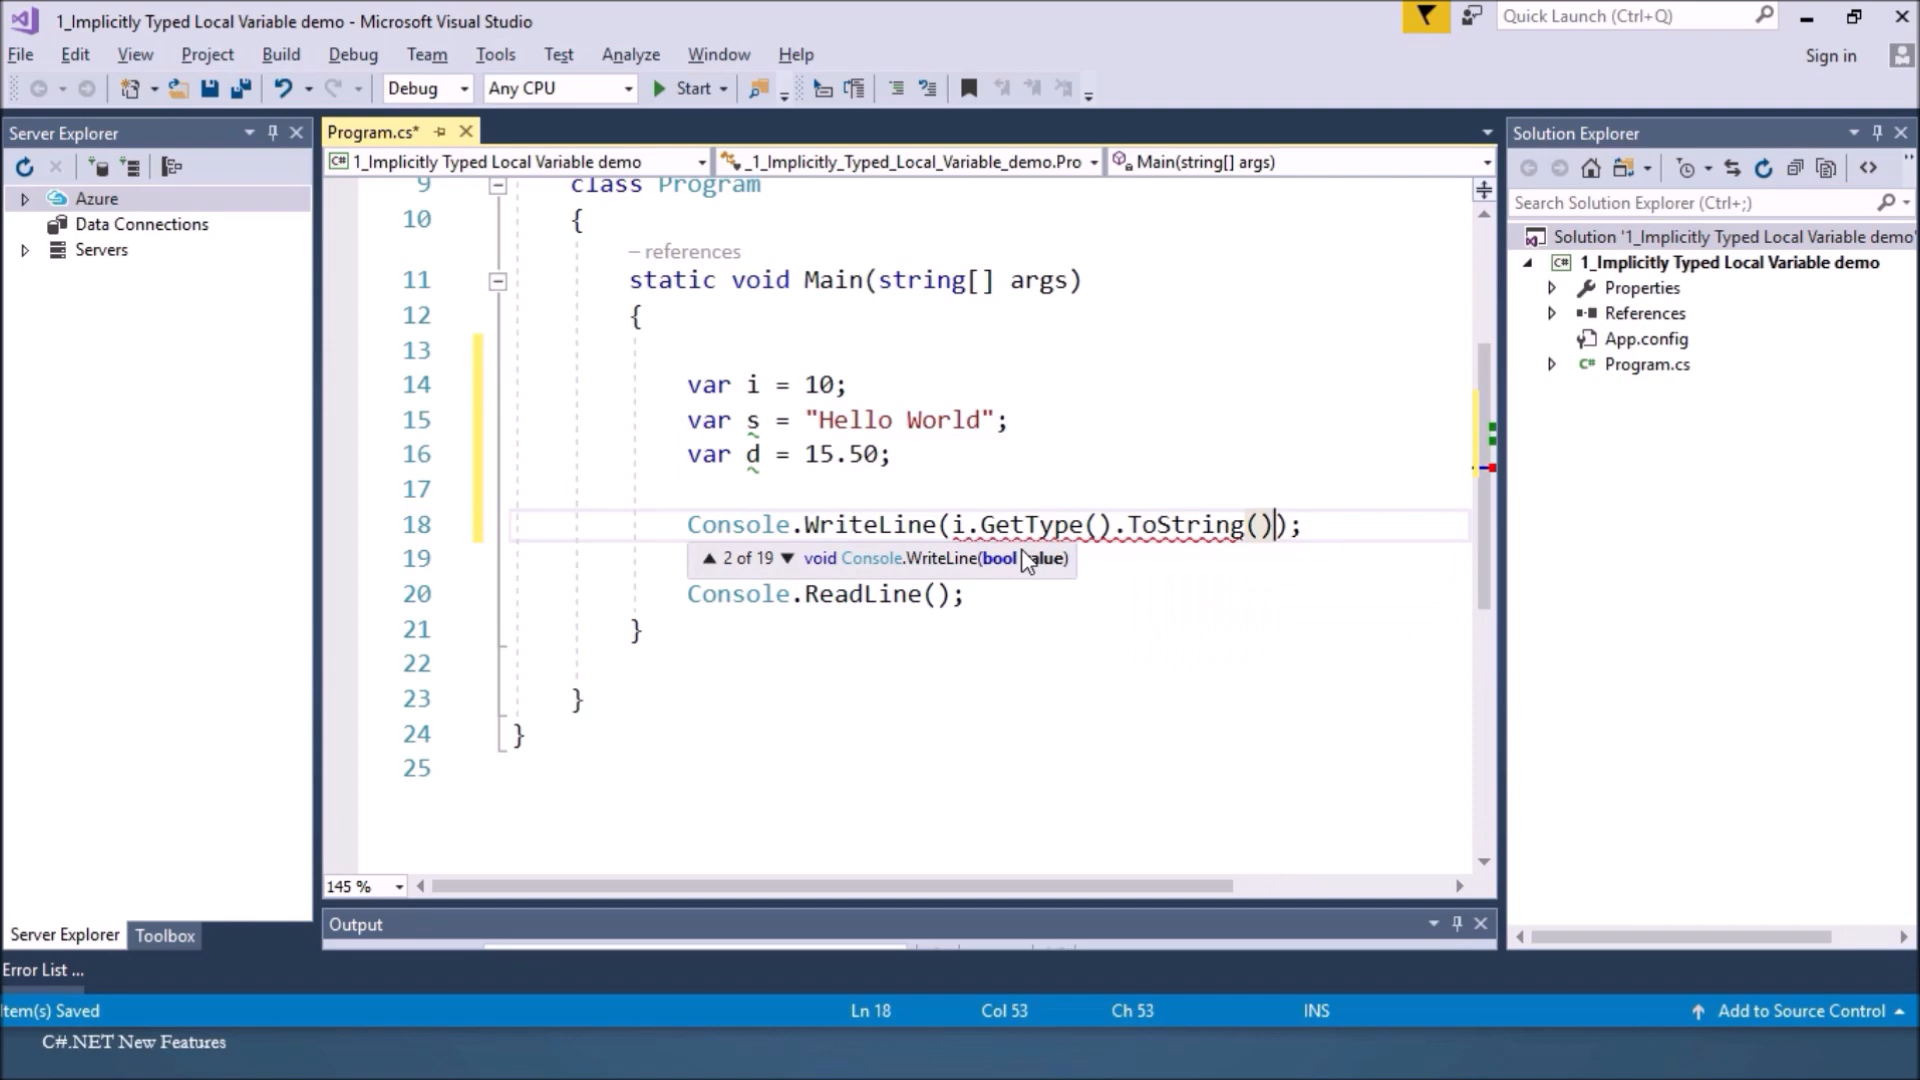 1_Implicitly Typed Local Variable demo - Microsoft Visual Studio
Quick Launch (Ctrl+Q)
File Edit View Project Build Debug Team Tools Test Analyze Window Help
Sign in
Debug Any CPU Start
Server Explorer
Program.cs*
Solution Explorer
1_Implicitly Typed Local Variable demo
_1_Implicitly_Typed_Local_Variable_demo.Pro
Main(string[] args)
Azure
Data Connections
Servers
Search Solution Explorer (Ctrl+;)
Solution '1_Implicitly Typed Local Variable demo'
1_Implicitly Typed Local Variable demo
Properties
References
App.config
Program.cs
9 class Program
10 {
– references
11 static void Main(string[] args)
12 {
13
14 var i = 10;
15 var s = "Hello World";
16 var d = 15.50;
17
18 Console.WriteLine(i.GetType().ToString());
19 2 of 19 void Console.WriteLine(bool value)
20 Console.ReadLine();
21 }
22
23 }
24 }
25
145 %
Output
Server Explorer Toolbox
Error List ...
Item(s) Saved
Ln 18 Col 53 Ch 53 INS
Add to Source Control
C#.NET New Features